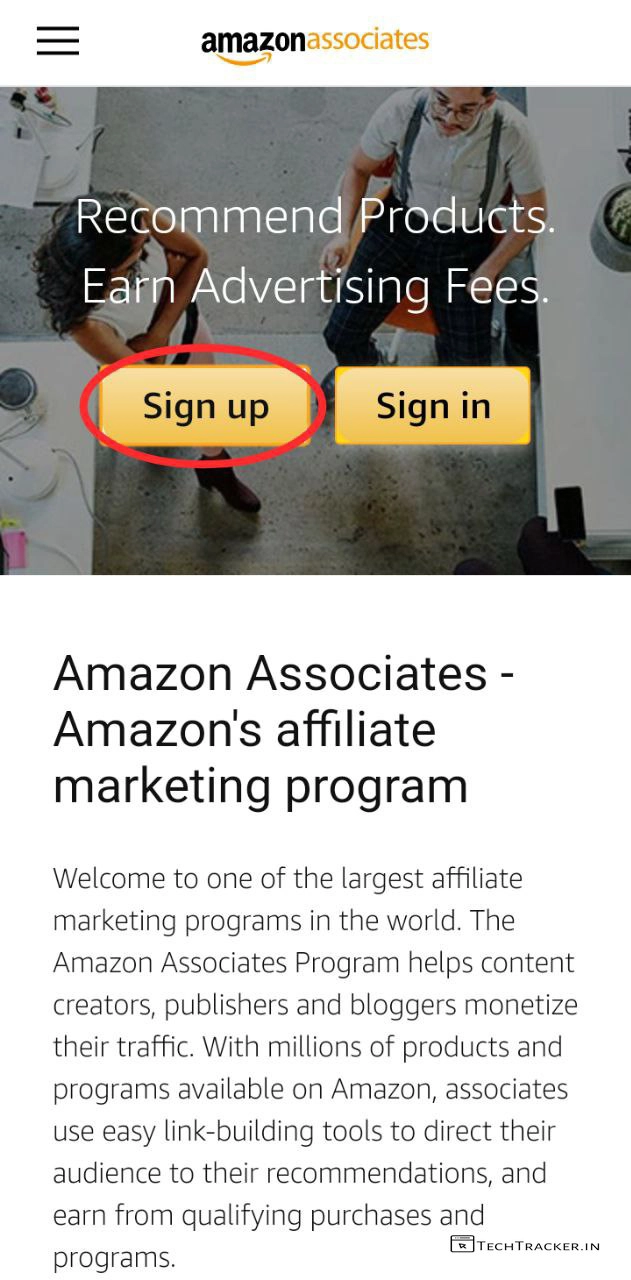 amazonassociates
Recommend Products.
Earn Advertising Fees.
Sign up
Sign in
Amazon Associates -
Amazon's affiliate
marketing program
Welcome to one of the largest affiliate
marketing programs in the world. The
Amazon Associates Program helps content
creators, publishers and bloggers monetize
their traffic. With millions of products and
programs available on Amazon, associates
use easy link-building tools to direct their
audience to their recommendations, and
earn from qualifying purchases and
programs.
TECHTRACKER.IN